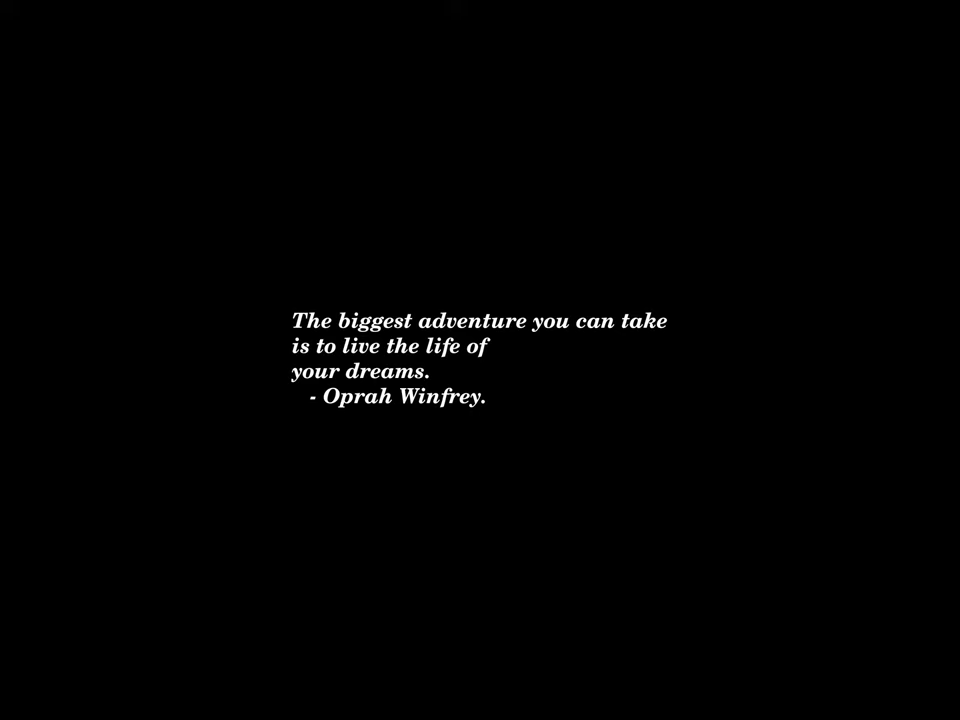 The biggest adventure you can take
is to live the life of
your dreams.
- Oprah Winfrey.